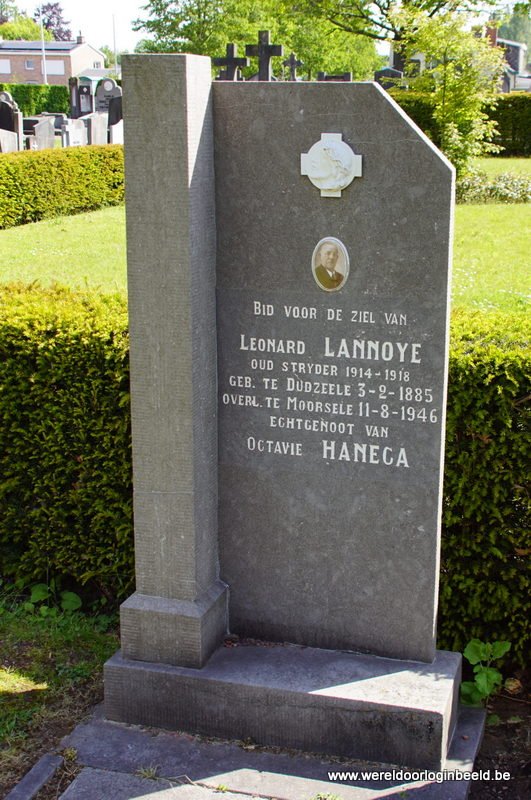 BID VOOR DE ZIEL VAN
LEONARD LANNOYE
OUD STRYDER 1914-1918
GEB. TE DUDZEELE 3-2-1885
OVERL. TE MOORSELE 11-8-1946
ECHTGENOOT VAN
OCTAVIE HANECA
www.wereldoorloginbeeld.be